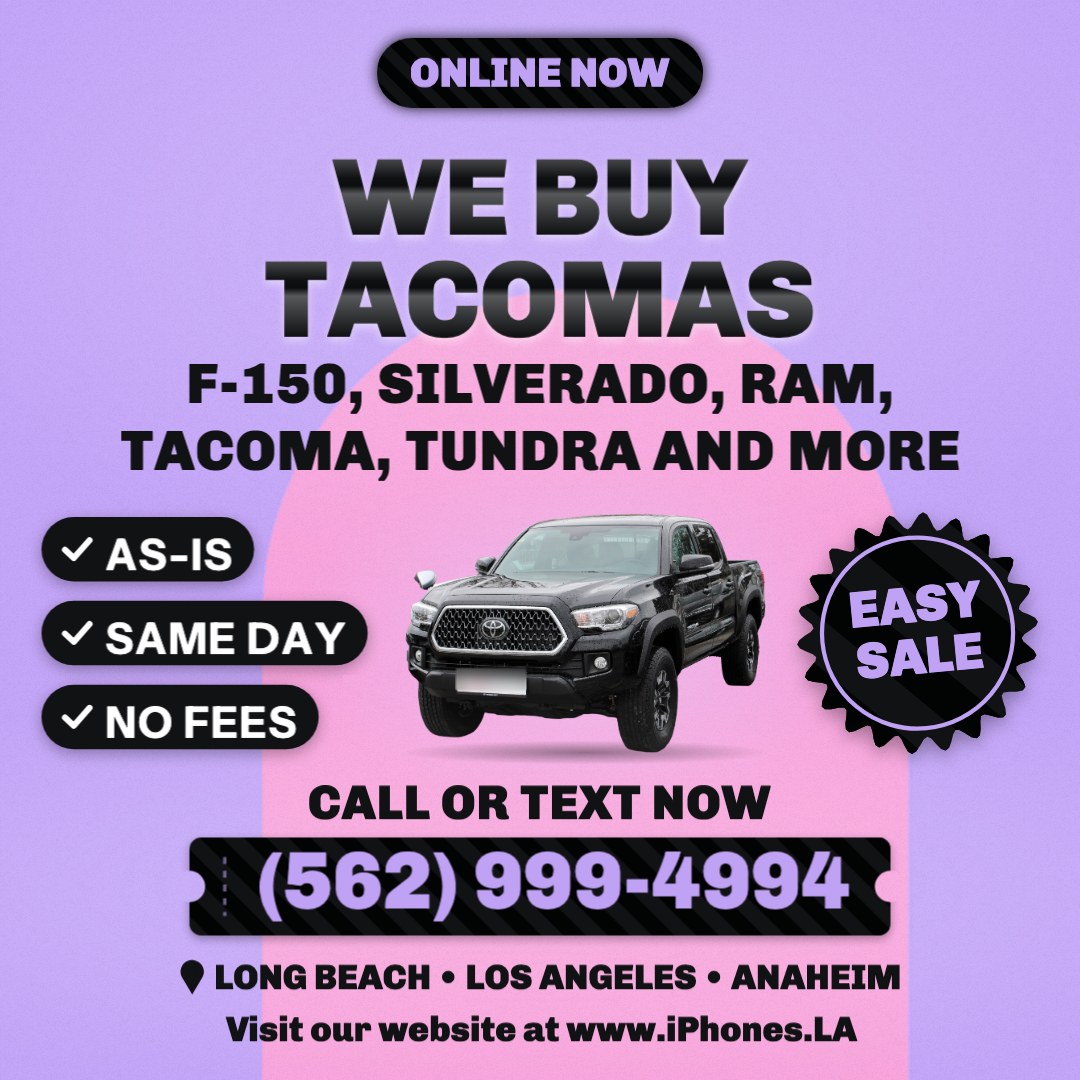 ONLINE NOW
WE BUY
TACOMAS
F-150, SILVERADO, RAM,
TACOMA, TUNDRA AND MORE
AS-IS
SAME DAY
NO FEES
EASY
SALE
CALL OR TEXT NOW
(562) 999-4994
LONG BEACH • LOS ANGELES • ANAHEIM
Visit our website at www.iPhones.LA